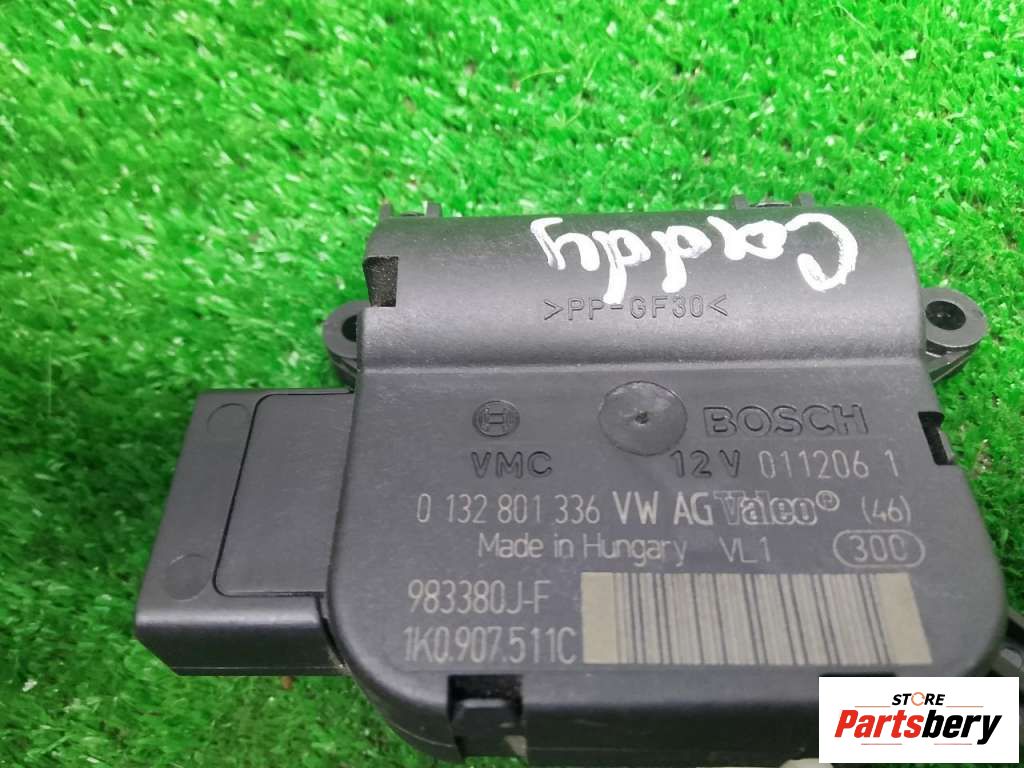 Caddy
>PP-GF30<
BOSCH
VMC 12V 011206 1
0 132 801 336 VW AG Valeo® (46)
Made in Hungary VL1 300
983380J-F
1K0.907.511C
STORE
Partsbery